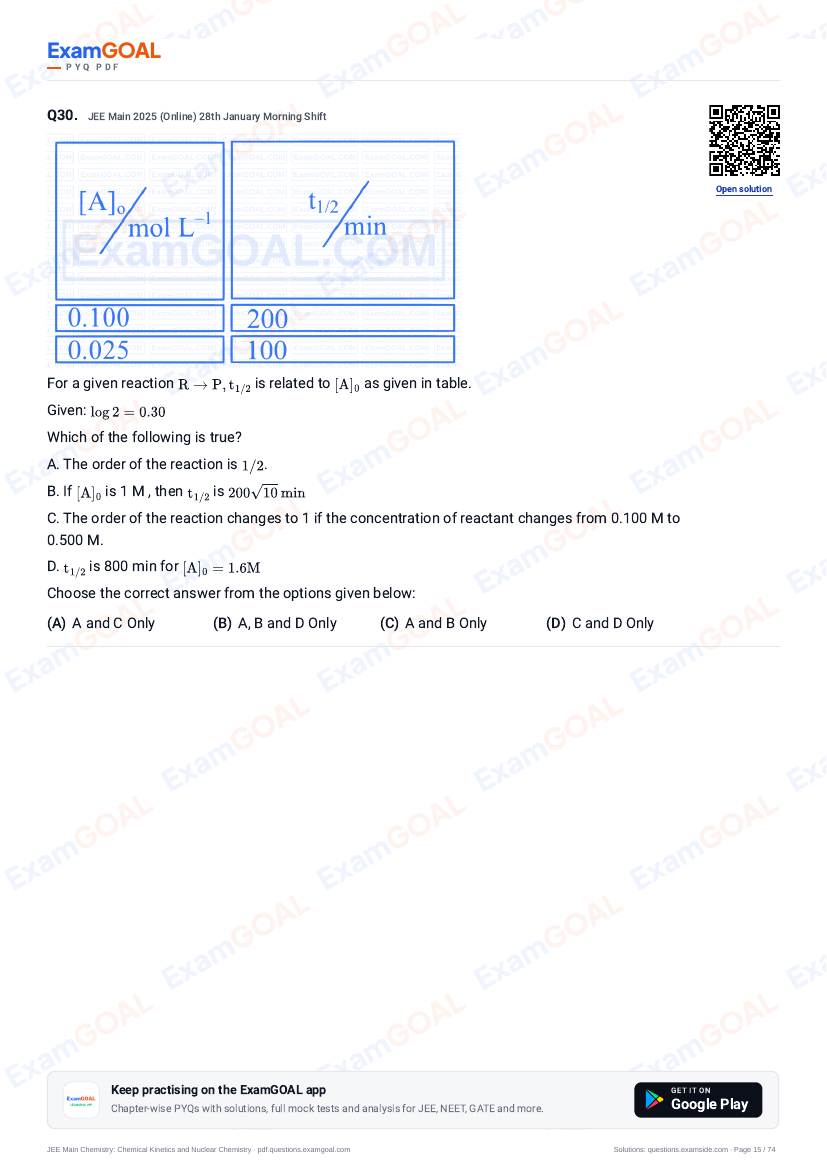 ExamGOAL
PYQ PDF
Q30. JEE Main 2025 (Online) 28th January Morning Shift
Open solution
[A]₀/mol L⁻¹ t₁/₂/min
0.100 200
0.025 100
ExamGOAL.COM
For a given reaction R → P, t₁/₂ is related to [A]₀ as given in table.
Given: log 2 = 0.30
Which of the following is true?
A. The order of the reaction is 1/2.
B. If [A]₀ is 1 M , then t₁/₂ is 200√10 min
C. The order of the reaction changes to 1 if the concentration of reactant changes from 0.100 M to
0.500 M.
D. t₁/₂ is 800 min for [A]₀ = 1.6M
Choose the correct answer from the options given below:
(A) A and C Only (B) A, B and D Only (C) A and B Only (D) C and D Only
Keep practising on the ExamGOAL app
Chapter-wise PYQs with solutions, full mock tests and analysis for JEE, NEET, GATE and more.
GET IT ON
Google Play
JEE Main Chemistry: Chemical Kinetics and Nuclear Chemistry · pdf.questions.examgoal.com
Solutions: questions.examside.com · Page 15 / 74